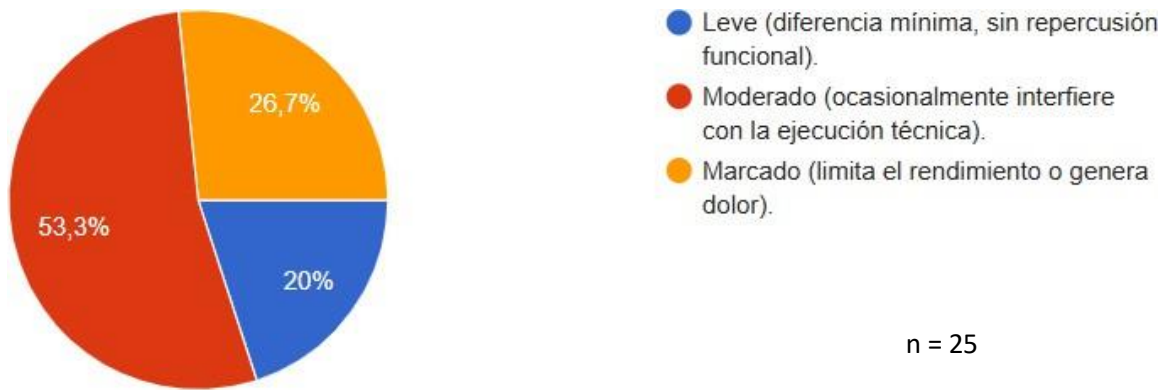 26,7%
53,3%
20%
Leve (diferencia mínima, sin repercusión
funcional).
Moderado (ocasionalmente interfiere
con la ejecución técnica).
Marcado (limita el rendimiento o genera
dolor).
n = 25